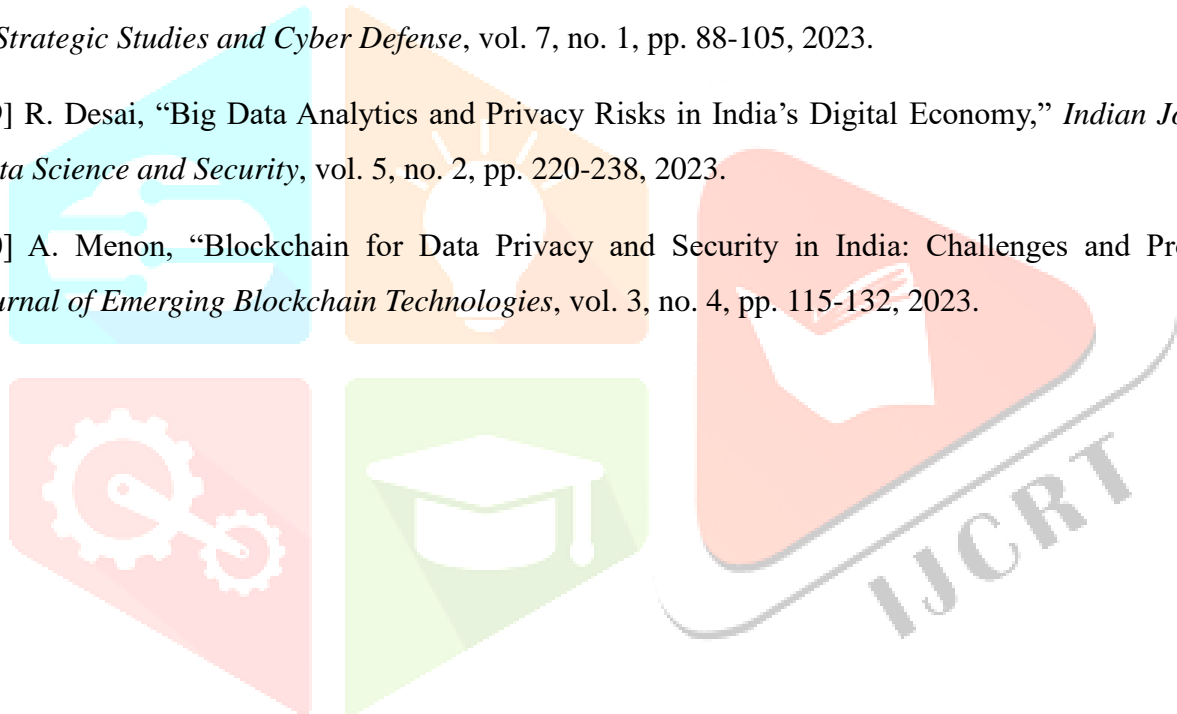 Strategic Studies and Cyber Defense, vol. 7, no. 1, pp. 88-105, 2023.
] R. Desai, “Big Data Analytics and Privacy Risks in India’s Digital Economy,” Indian Jo
ta Science and Security, vol. 5, no. 2, pp. 220-238, 2023.
] A. Menon, “Blockchain for Data Privacy and Security in India: Challenges and Pro
urnal of Emerging Blockchain Technologies, vol. 3, no. 4, pp. 115-132, 2023.
IJCRT